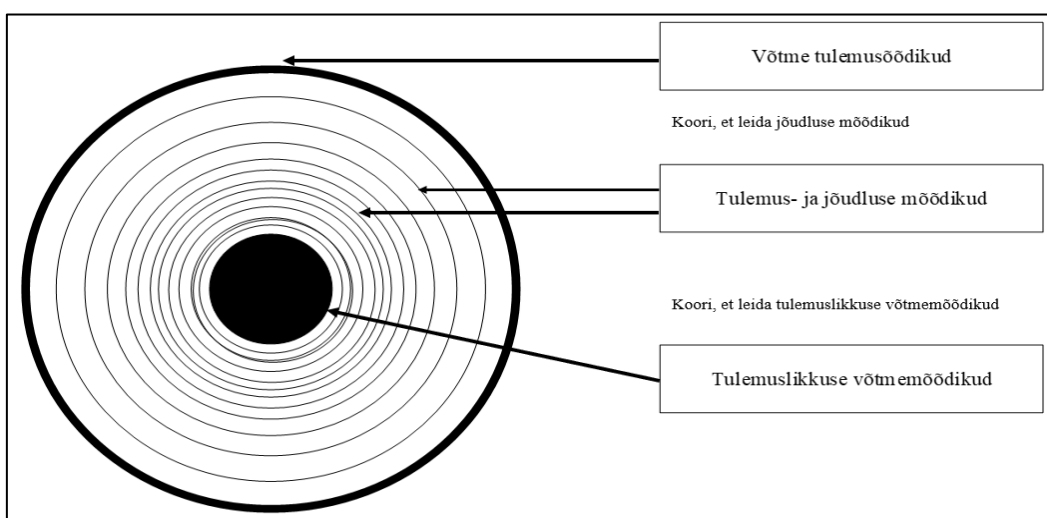 Võtme tulemusõõdikud
Koori, et leida jõudluse mõõdikud
Tulemus- ja jõudluse mõõdikud
Koori, et leida tulemuslikkuse võtmemõõdikud
Tulemuslikkuse võtmemõõdikud